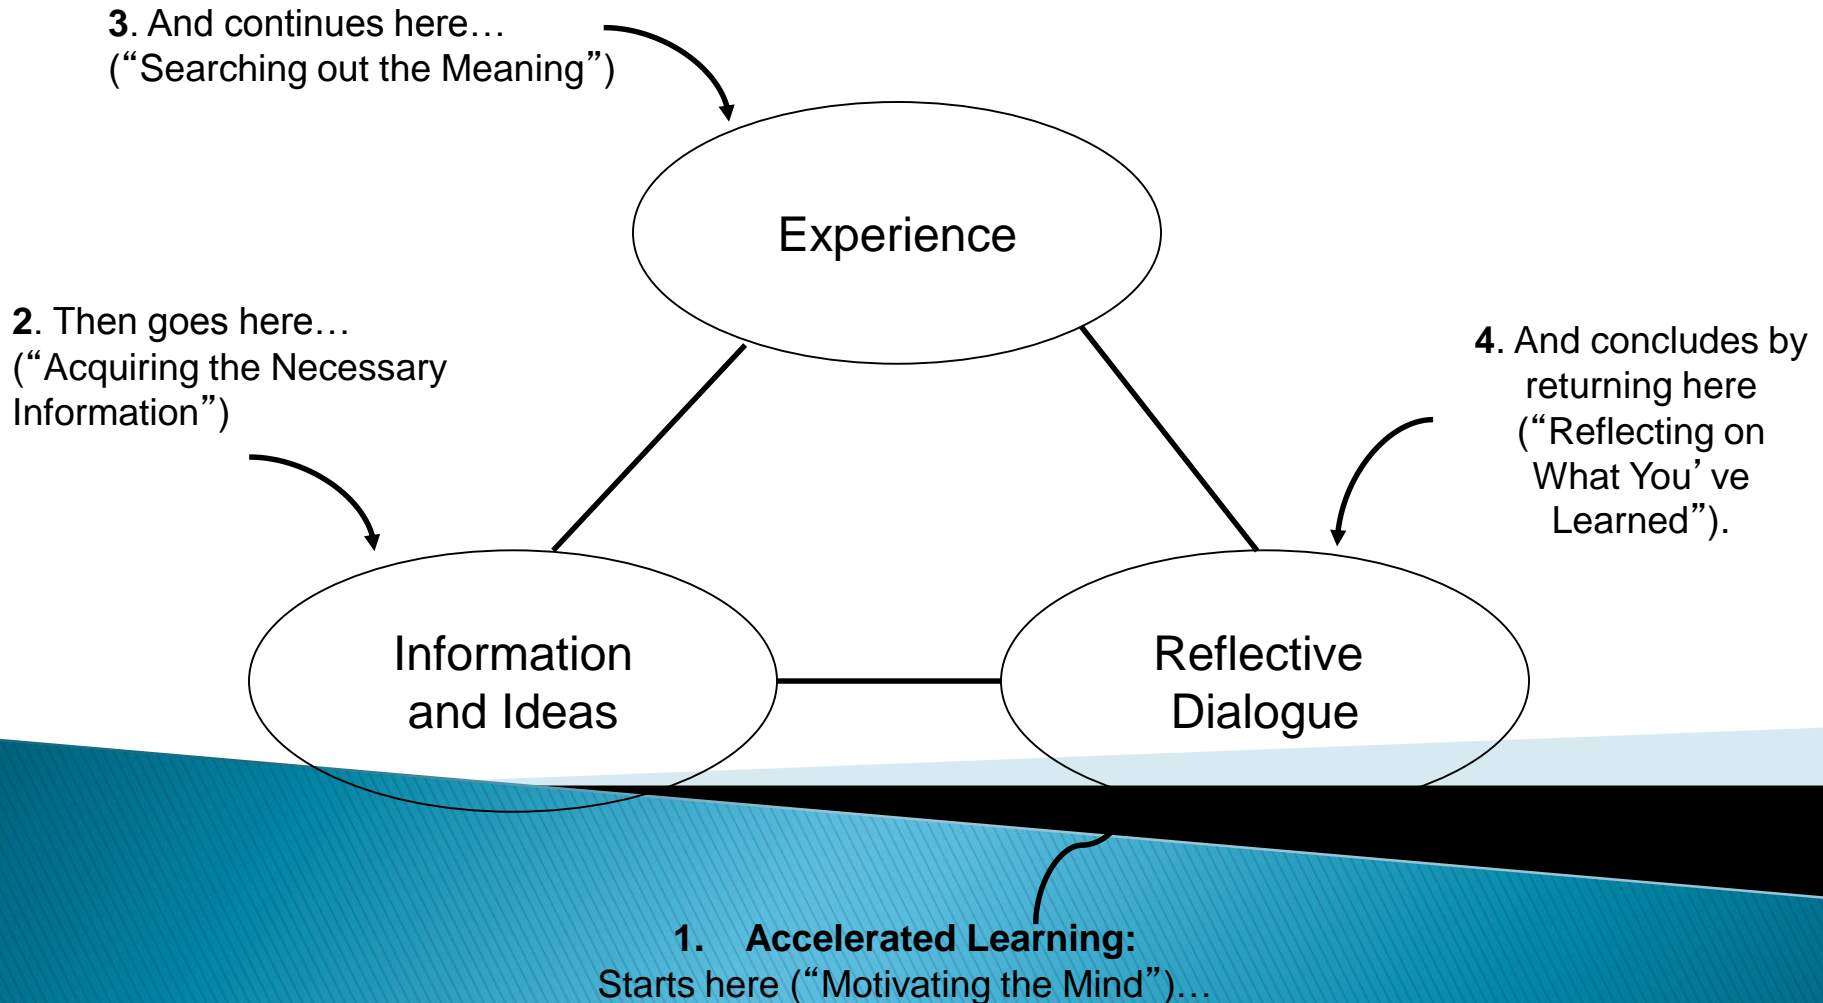 3. And continues here…
(“Searching out the Meaning”)
Experience
2. Then goes here…
(“Acquiring the Necessary
Information”)
4. And concludes by
returning here
(“Reflecting on
What You’ ve
Learned”).
Information
and Ideas
Reflective
Dialogue
1. Accelerated Learning:
Starts here (“Motivating the Mind”)…